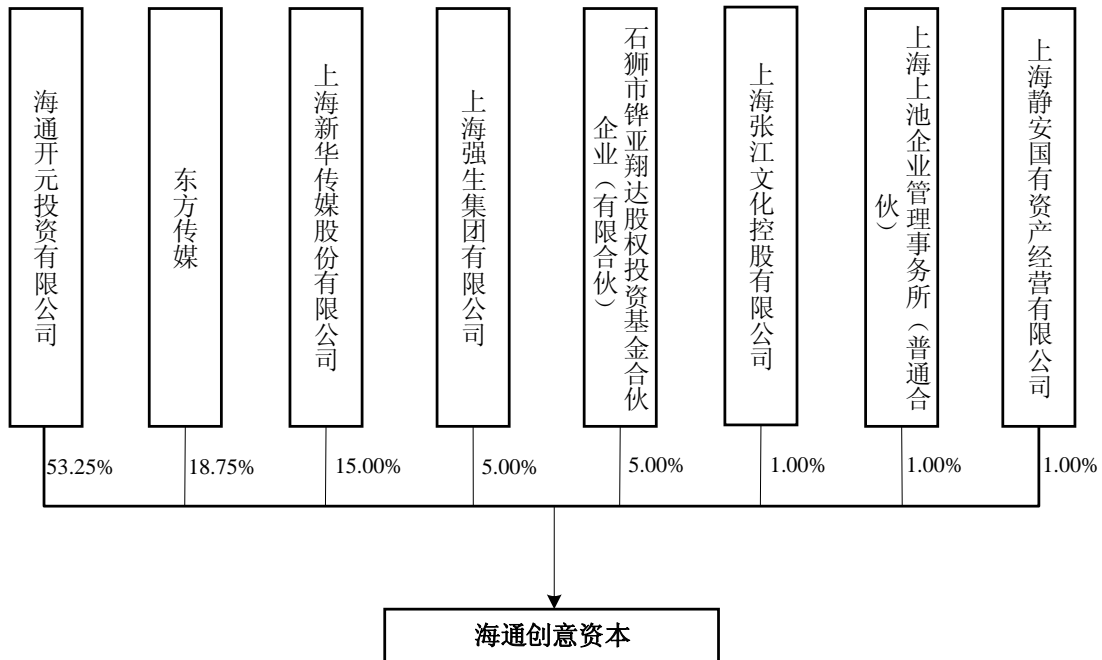 海通开元投资有限公司
东方传媒
上海新华传媒股份有限公司
上海强生集团有限公司
石狮市铧亚翔达股权投资基金合伙
企业（有限合伙）
上海张江文化控股有限公司
上海上池企业管理事务所（普通合
伙）
上海静安国有资产经营有限公司
53.25%
18.75%
15.00%
5.00%
5.00%
1.00%
1.00%
1.00%
海通创意资本